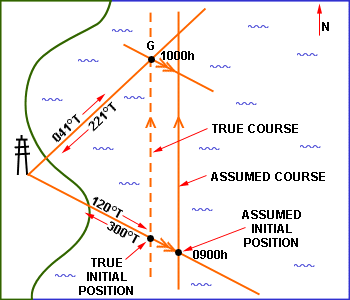 N
G
1000h
041°T
221°T
TRUE COURSE
ASSUMED COURSE
120°T
300°T
ASSUMED
INITIAL
POSITION
0900h
TRUE
INITIAL
POSITION